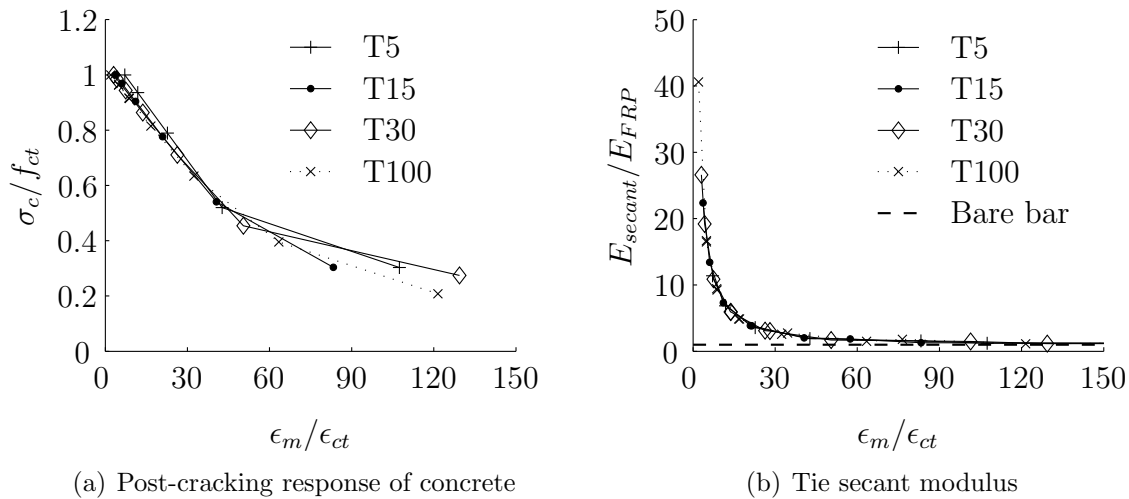 1.2
1
0.8
0.6
0.4
0.2
0
σc/fct
0 30 60 90 120 150
ϵm/ϵct
T5
T15
T30
T100
(a) Post-cracking response of concrete
50
40
30
20
10
0
Esecant/EFRP
0 30 60 90 120 150
ϵm/ϵct
T5
T15
T30
T100
Bare bar
(b) Tie secant modulus